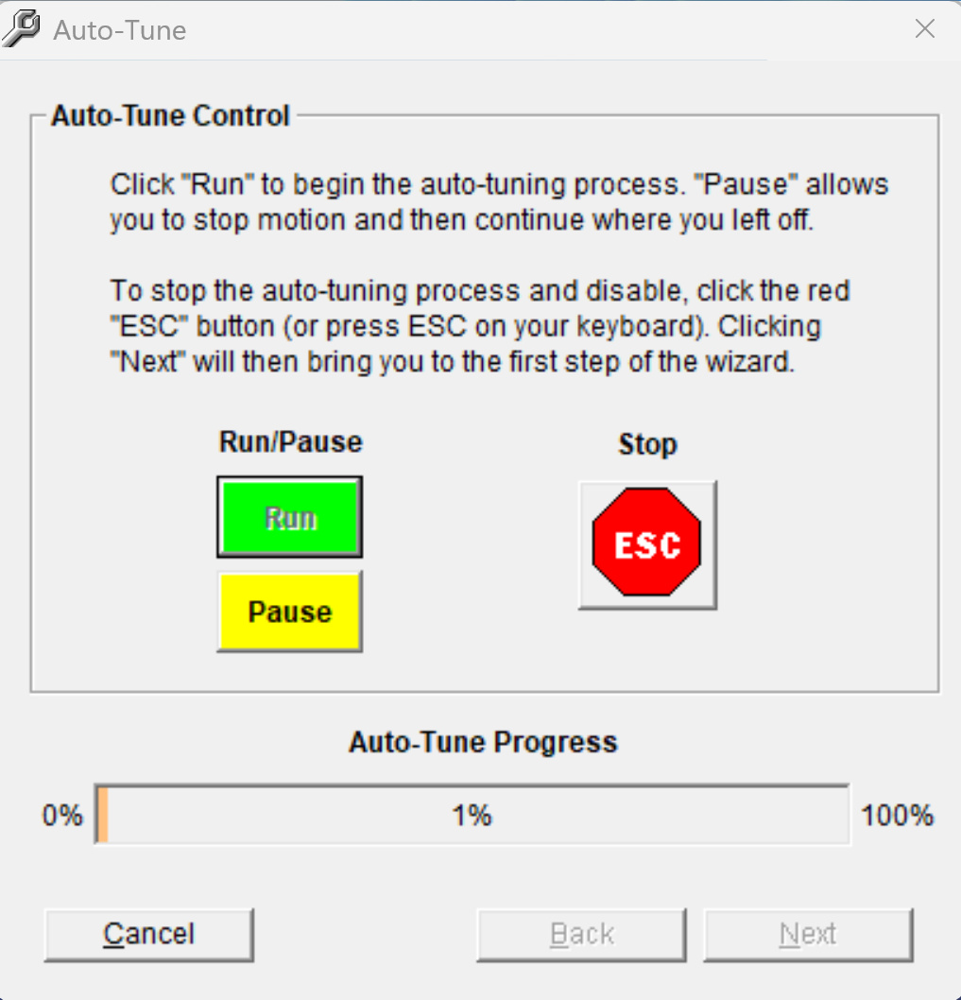 Auto-Tune
Auto-Tune Control
Click "Run" to begin the auto-tuning process. "Pause" allows
you to stop motion and then continue where you left off.
To stop the auto-tuning process and disable, click the red
"ESC" button (or press ESC on your keyboard). Clicking
"Next" will then bring you to the first step of the wizard.
Run/Pause
Stop
Run
ESC
Pause
Auto-Tune Progress
0% 1% 100%
Cancel Back Next